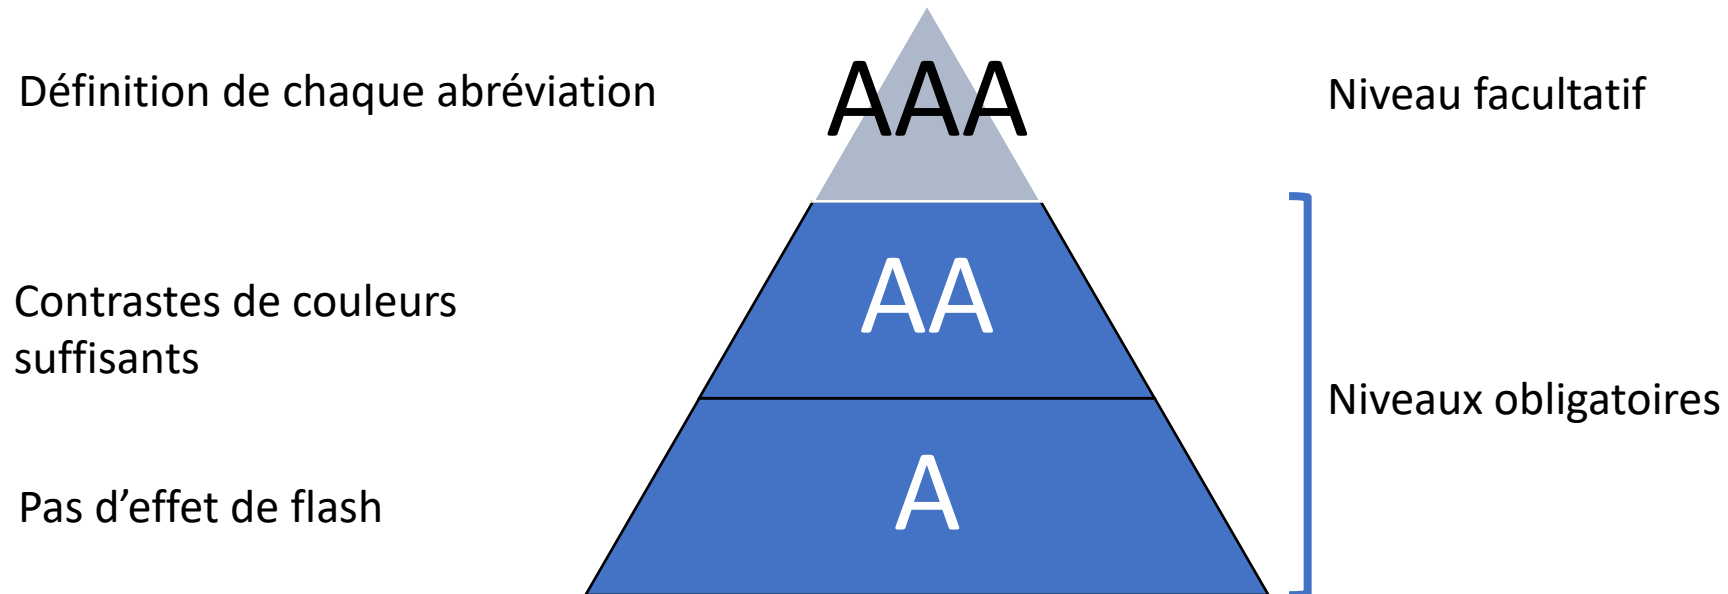 Définition de chaque abréviation
AAA
Niveau facultatif
Contrastes de couleurs
suffisants
AA
Niveaux obligatoires
Pas d’effet de flash
A